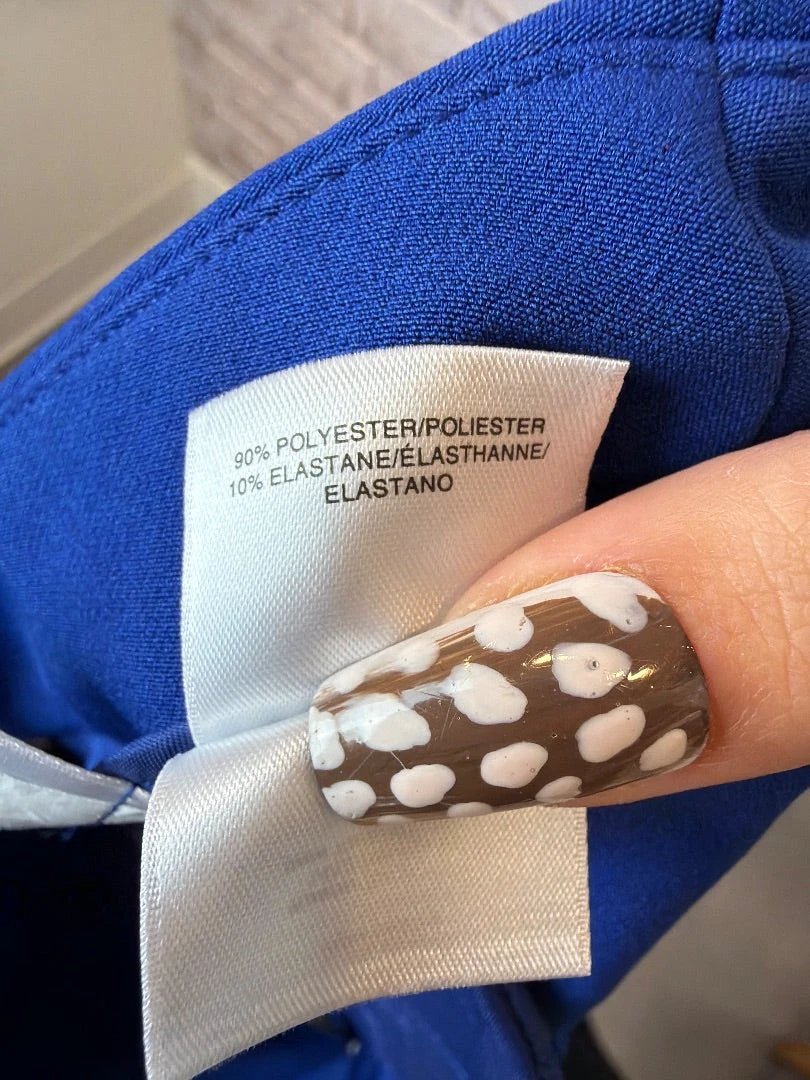 90% POLYESTER/POLIESTER
10% ELASTANE/ÉLASTHANNE/
ELASTANO